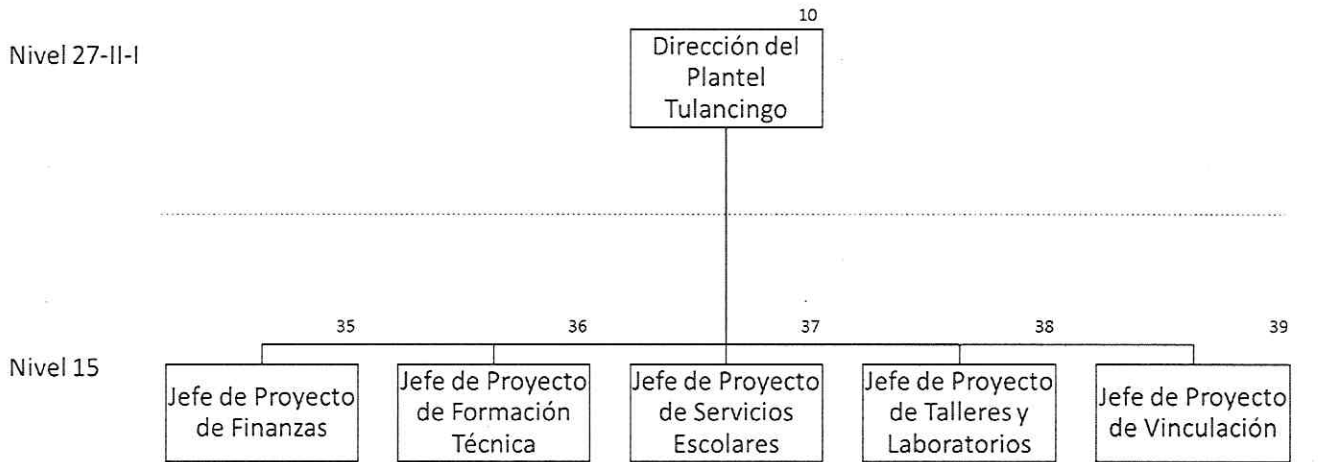 10
Nivel 27-II-I
Dirección del
Plantel
Tulancingo
35
36
37
38
39
Nivel 15
Jefe de Proyecto
de Finanzas
Jefe de Proyecto
de Formación
Técnica
Jefe de Proyecto
de Servicios
Escolares
Jefe de Proyecto
de Talleres y
Laboratorios
Jefe de Proyecto
de Vinculación